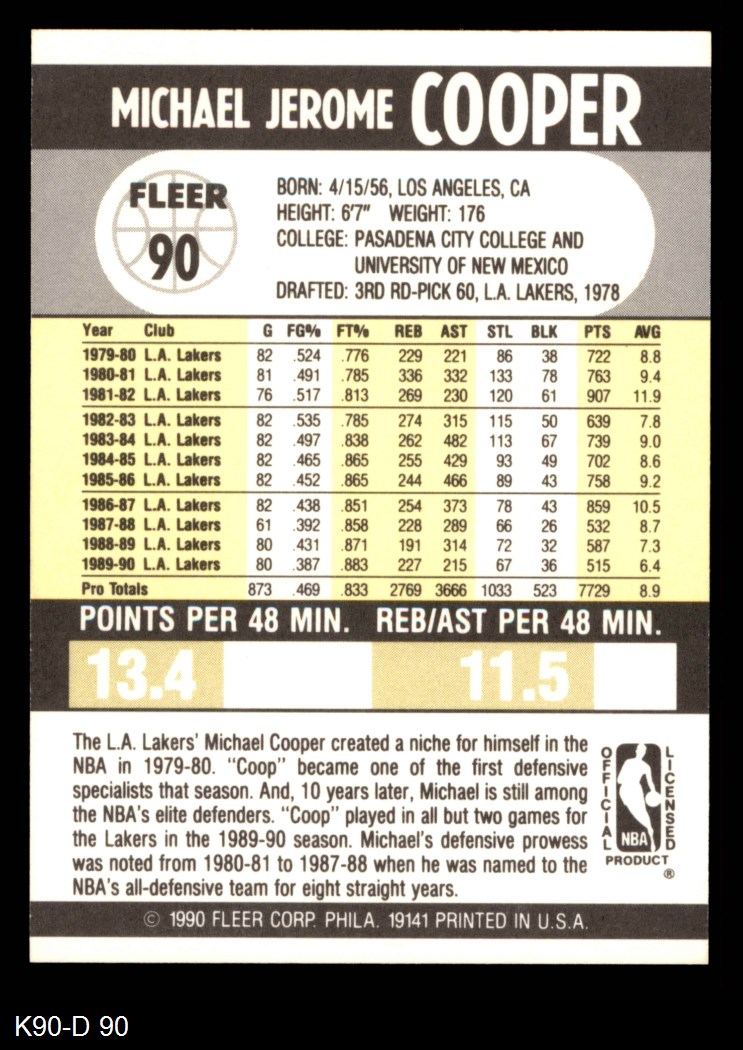 MICHAEL JEROME COOPER
FLEER
90
BORN: 4/15/56, LOS ANGELES, CA
HEIGHT: 6'7" WEIGHT: 176
COLLEGE: PASADENA CITY COLLEGE AND
UNIVERSITY OF NEW MEXICO
DRAFTED: 3RD RD-PICK 60, L.A. LAKERS, 1978
Year Club G FG% FT% REB AST STL BLK PTS AVG
1979-80 L.A. Lakers 82 .524 .776 229 221 86 38 722 8.8
1980-81 L.A. Lakers 81 .491 .785 336 332 133 78 763 9.4
1981-82 L.A. Lakers 76 .517 .813 269 230 120 61 907 11.9
1982-83 L.A. Lakers 82 .535 .785 274 315 115 50 639 7.8
1983-84 L.A. Lakers 82 .497 .838 262 482 113 67 739 9.0
1984-85 L.A. Lakers 82 .465 .865 255 429 93 49 702 8.6
1985-86 L.A. Lakers 82 .452 .865 244 466 89 43 758 9.2
1986-87 L.A. Lakers 82 .438 .851 254 373 78 43 859 10.5
1987-88 L.A. Lakers 61 .392 .858 228 289 66 26 532 8.7
1988-89 L.A. Lakers 80 .431 .871 191 314 72 32 587 7.3
1989-90 L.A. Lakers 80 .387 .883 227 215 67 36 515 6.4
Pro Totals 873 .469 .833 2769 3666 1033 523 7729 8.9
POINTS PER 48 MIN. REB/AST PER 48 MIN.
13.4 11.5
The L.A. Lakers' Michael Cooper created a niche for himself in the
NBA in 1979-80. "Coop" became one of the first defensive
specialists that season. And, 10 years later, Michael is still among
the NBA's elite defenders. "Coop" played in all but two games for
the Lakers in the 1989-90 season. Michael's defensive prowess
was noted from 1980-81 to 1987-88 when he was named to the
NBA's all-defensive team for eight straight years.
OFFICIAL
NBA
LICENSED
PRODUCT
®
© 1990 FLEER CORP. PHILA. 19141 PRINTED IN U.S.A.
K90-D 90